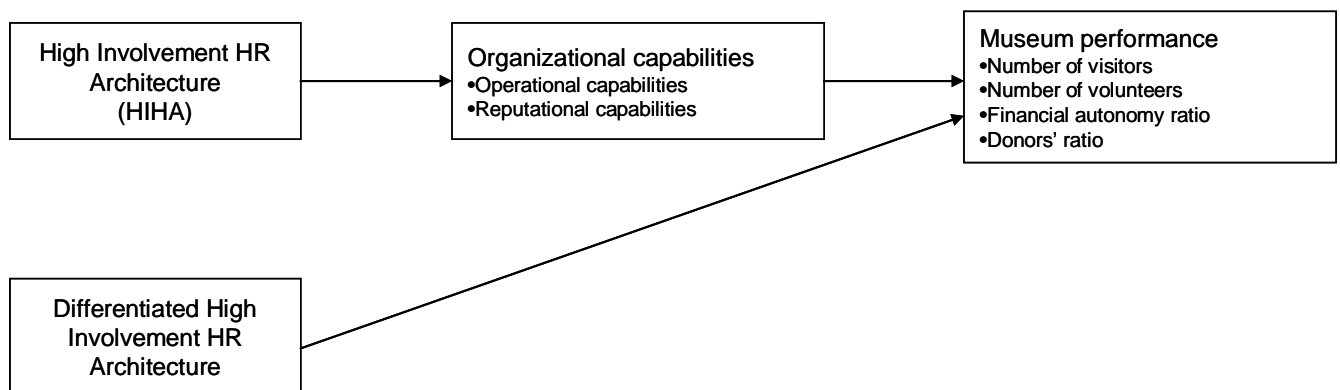 High Involvement HR
Architecture
(HIHA)
Organizational capabilities
•Operational capabilities
•Reputational capabilities
Museum performance
•Number of visitors
•Number of volunteers
•Financial autonomy ratio
•Donors’ ratio
Differentiated High
Involvement HR
Architecture